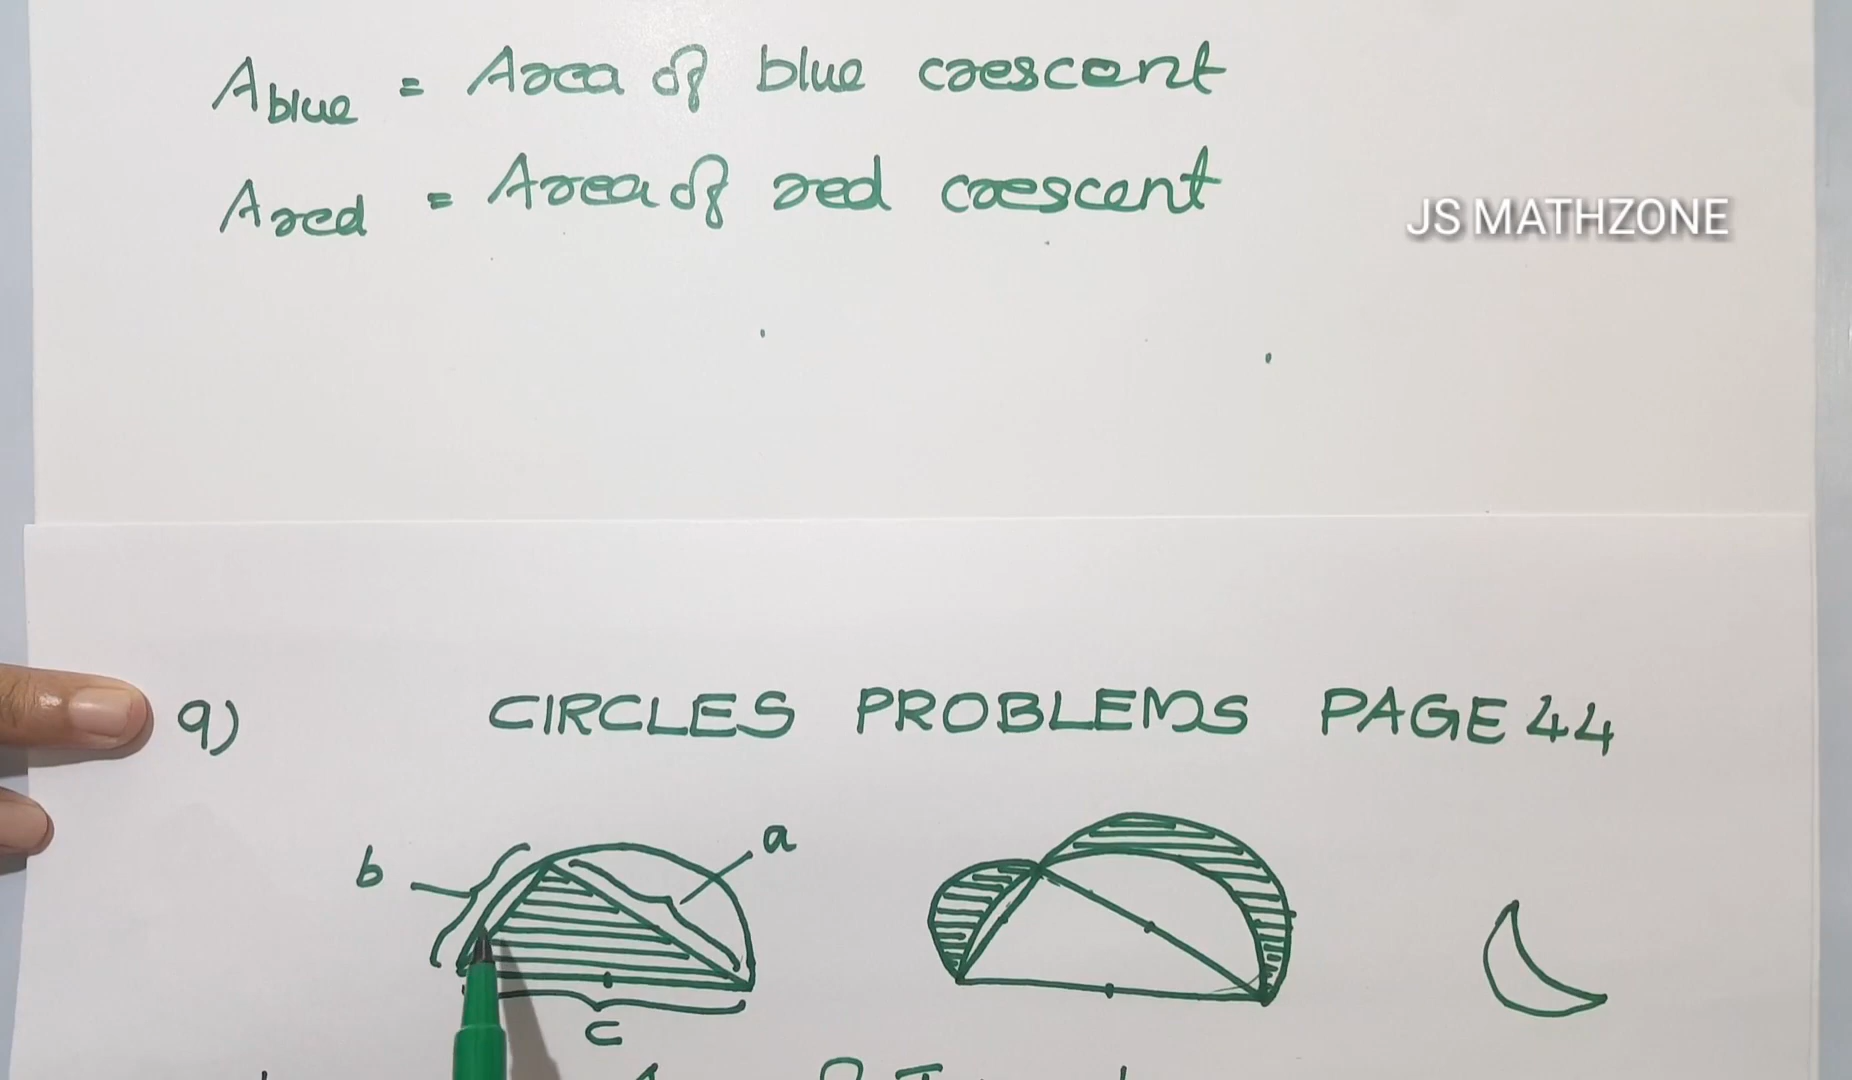 Ablue = Area of blue crescent
Ared = Area of red crescent
JS MATHZONE
9) CIRCLES PROBLEMS PAGE 44
b
a
c